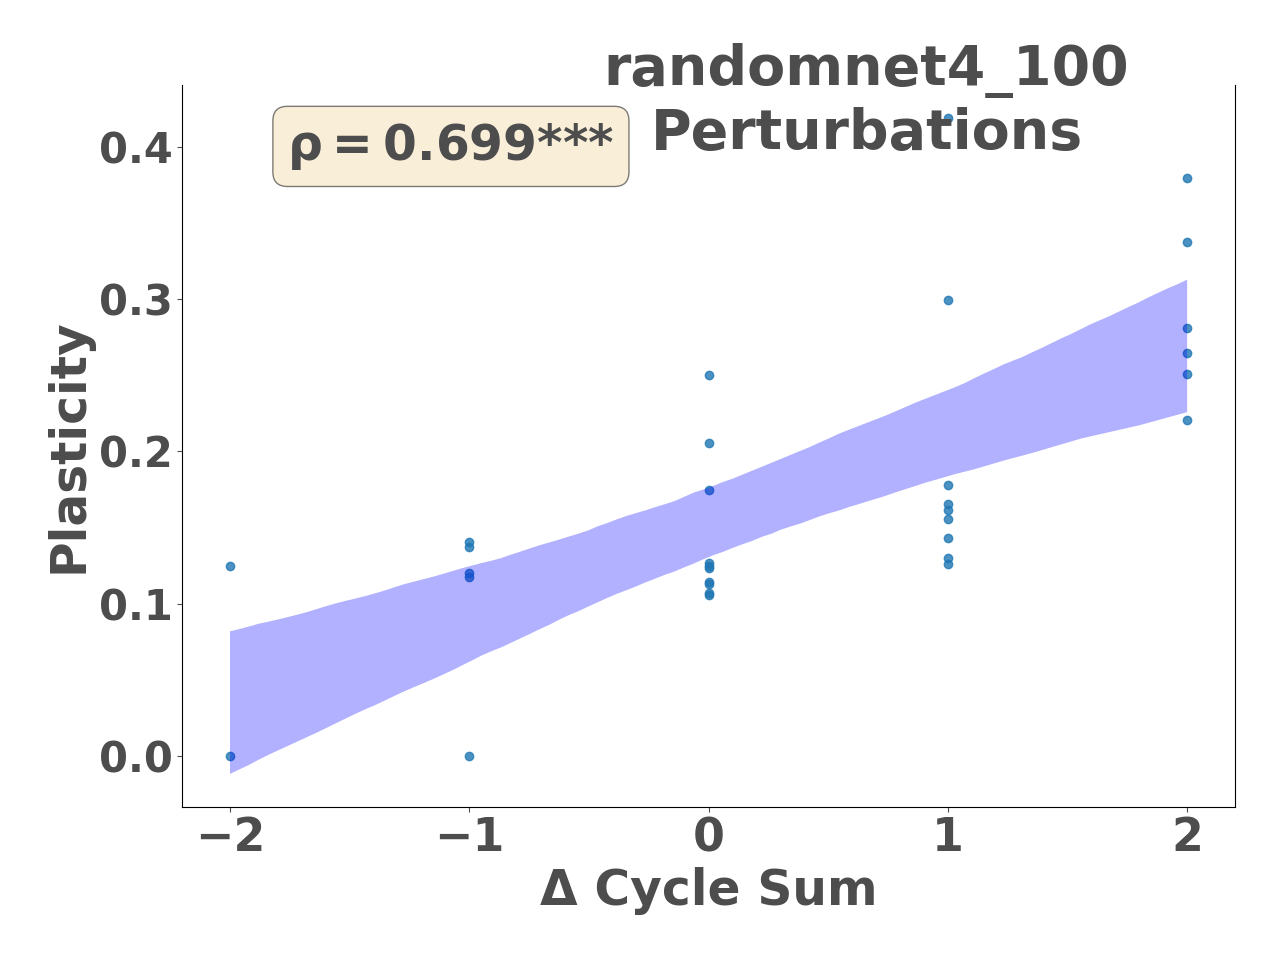 randomnet4_100
Perturbations
ρ = 0.699***
0.4
0.3
0.2
0.1
0.0
Plasticity
−2 −1 0 1 2
Δ Cycle Sum